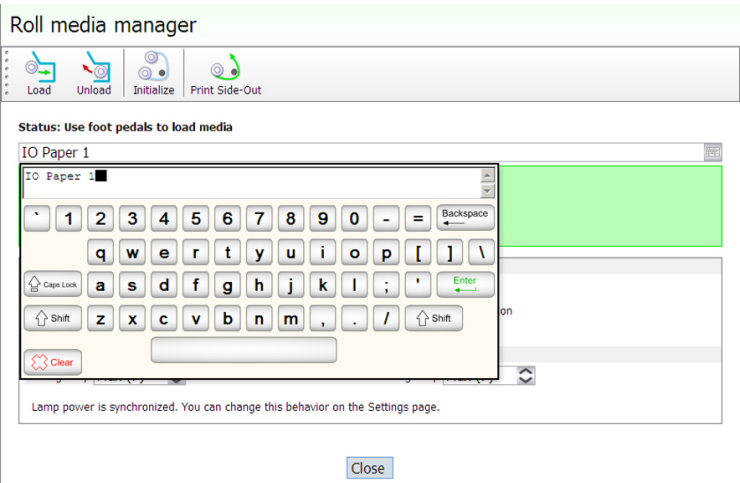 Roll media manager
Load Unload Initialize Print Side-Out
Status: Use foot pedals to load media
IO Paper 1
IO Paper 1
` 1 2 3 4 5 6 7 8 9 0 - = Backspace
q w e r t y u i o p [ ] \
Caps Lock a s d f g h j k l ; ' Enter
Shift z x c v b n m , . / Shift
on
Clear
Lamp power is synchronized. You can change this behavior on the Settings page.
Close